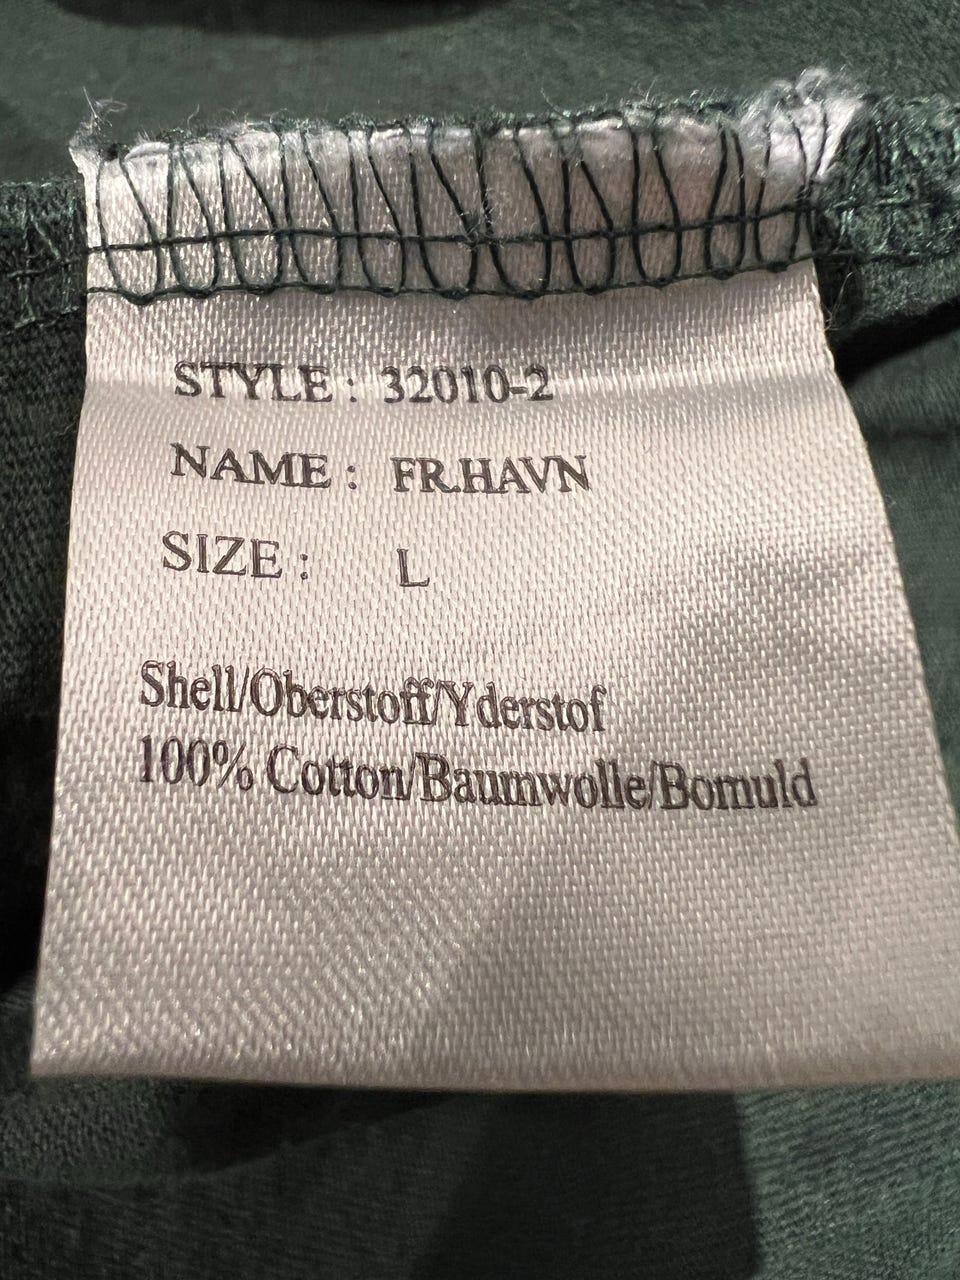 STYLE : 32010-2
NAME : FR.HAVN
SIZE : L
Shell/Oberstoff/Yderstof
100% Cotton/Baumwolle/Bomuld